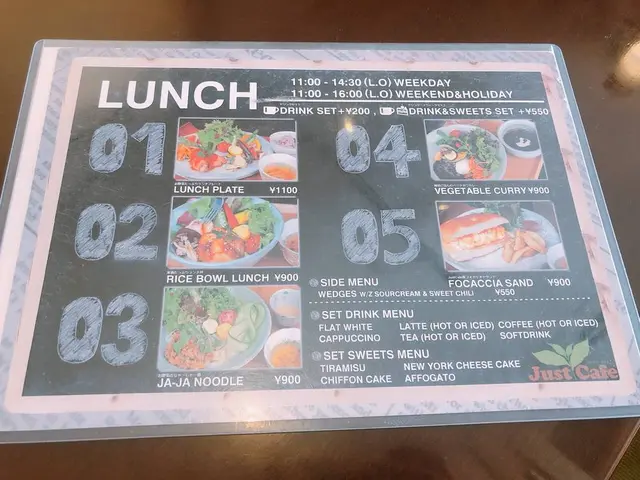 LUNCH
11:00 - 14:30 (L.O) WEEKDAY
11:00 - 16:00 (L.O) WEEKEND&HOLIDAY
DRINK SET+¥200 , DRINK&SWEETS SET +¥550
01
LUNCH PLATE ¥1100
02
RICE BOWL LUNCH ¥900
03
JA-JA NOODLE ¥900
04
VEGETABLE CURRY ¥900
05
FOCACCIA SAND ¥900
SIDE MENU
WEDGES W/Z SOURCREAM & SWEET CHILI ¥550
SET DRINK MENU
FLAT WHITE LATTE (HOT OR ICED) COFFEE (HOT OR ICED)
CAPPUCCINO TEA (HOT OR ICED) SOFTDRINK
SET SWEETS MENU
TIRAMISU NEW YORK CHEESE CAKE
CHIFFON CAKE AFFOGATO
Just Cafe